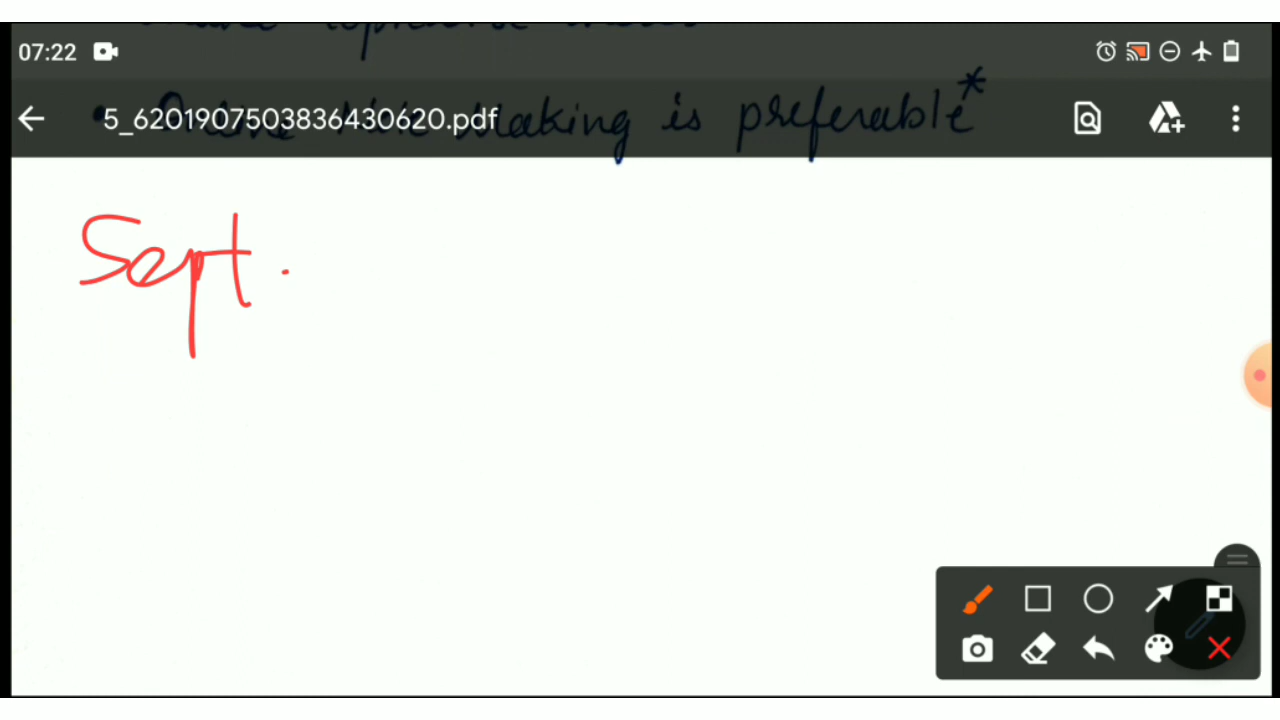 07:22
5_6201907503836430620.pdf
• Making is preferable*
Sept.